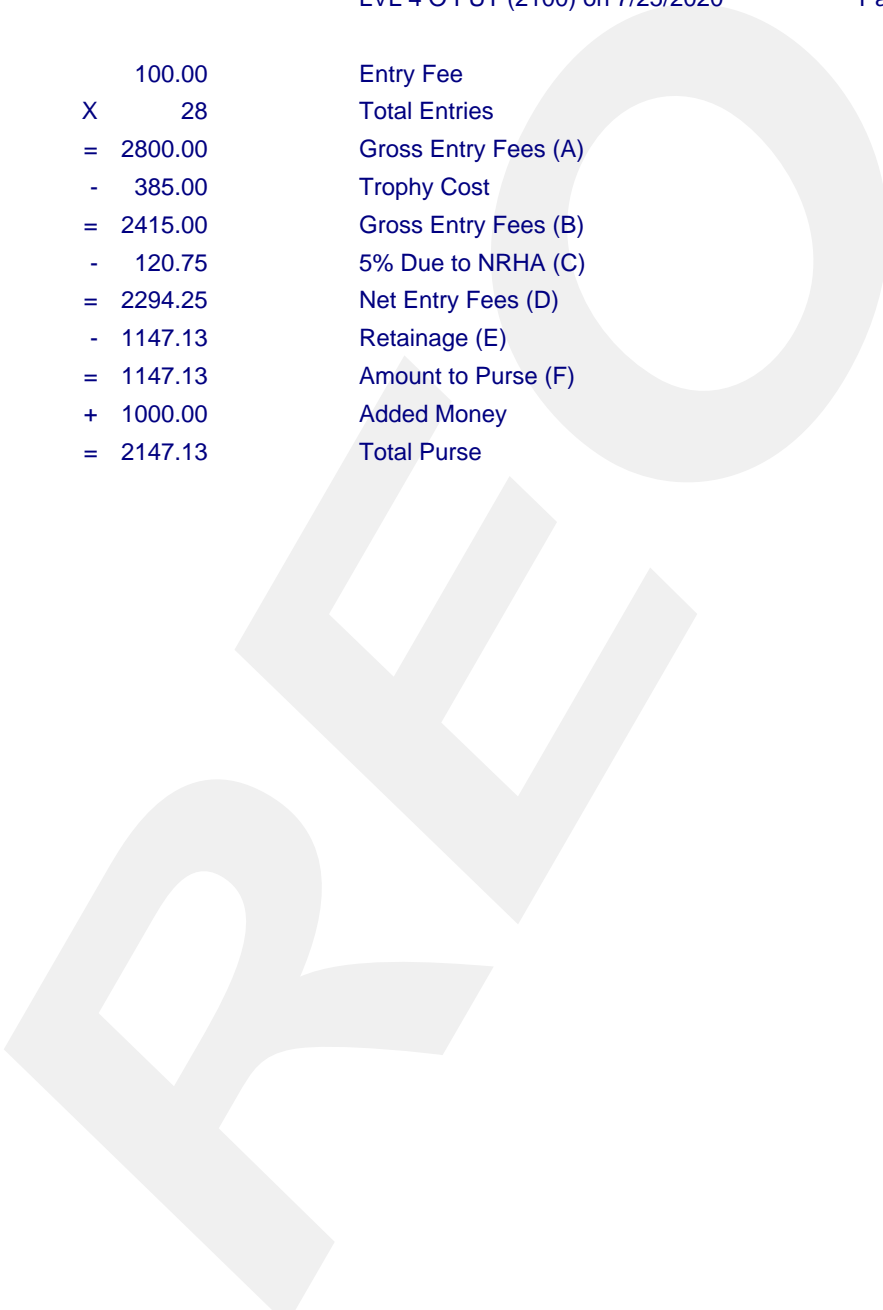 100.00 Entry Fee
X 28 Total Entries
= 2800.00 Gross Entry Fees (A)
- 385.00 Trophy Cost
= 2415.00 Gross Entry Fees (B)
- 120.75 5% Due to NRHA (C)
= 2294.25 Net Entry Fees (D)
- 1147.13 Retainage (E)
= 1147.13 Amount to Purse (F)
+ 1000.00 Added Money
= 2147.13 Total Purse
REO